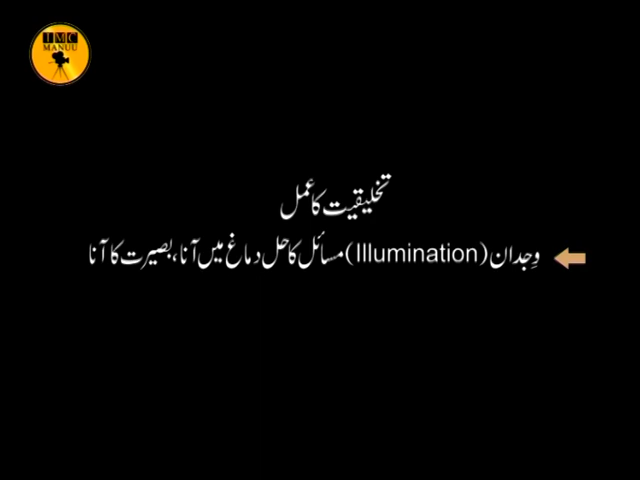 IMC
MANUU
تخلیقیت کا عمل
وِجدان (Illumination) مسائل کا حل دماغ میں آنا، بصیرت کا آنا